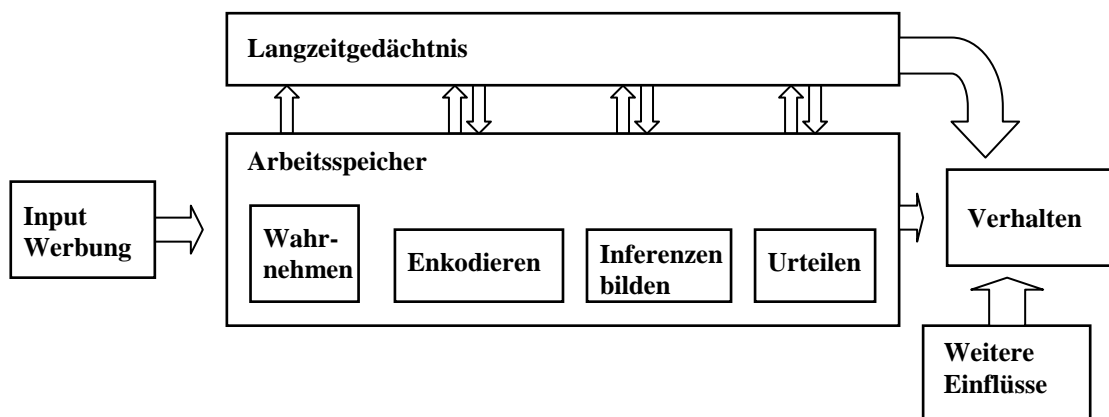 Langzeitgedächtnis
Arbeitsspeicher
Input
Werbung
Wahr-
nehmen
Enkodieren
Inferenzen
bilden
Urteilen
Verhalten
Weitere
Einflüsse